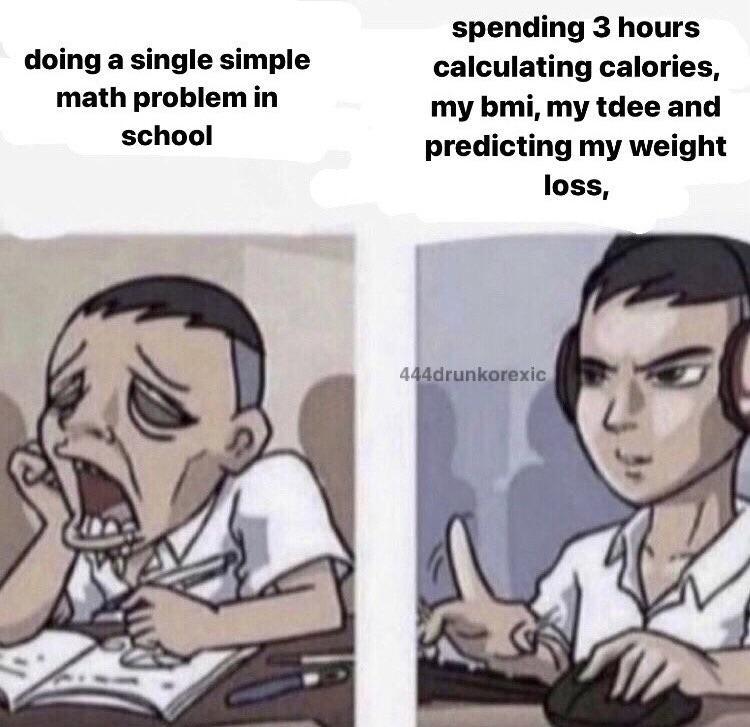 doing a single simple
math problem in
school
spending 3 hours
calculating calories,
my bmi, my tdee and
predicting my weight
loss,
444drunkorexic